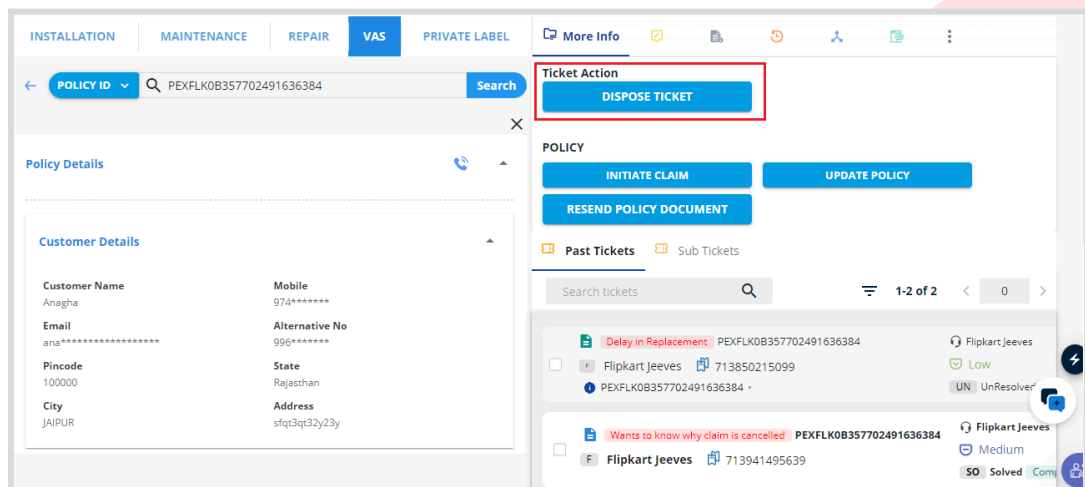 INSTALLATION MAINTENANCE REPAIR VAS PRIVATE LABEL
POLICY ID PEXFLK0B357702491636384 Search
Policy Details
Customer Details
Customer Name Mobile
Anagha 974*******
Email Alternative No
ana****************** 996*******
Pincode State
100000 Rajasthan
City Address
JAIPUR sfqt3qt32y23y
More Info
Ticket Action
DISPOSE TICKET
POLICY
INITIATE CLAIM UPDATE POLICY
RESEND POLICY DOCUMENT
Past Tickets Sub Tickets
Search tickets 1-2 of 2 < 0 >
Delay in Replacement PEXFLK0B357702491636384 Flipkart Jeeves
F Flipkart Jeeves 713850215099 Low
PEXFLK0B357702491636384 • UN UnResolved
Wants to know why claim is cancelled PEXFLK0B357702491636384 Flipkart Jeeves
F Flipkart Jeeves 713941495639 Medium
SO Solved